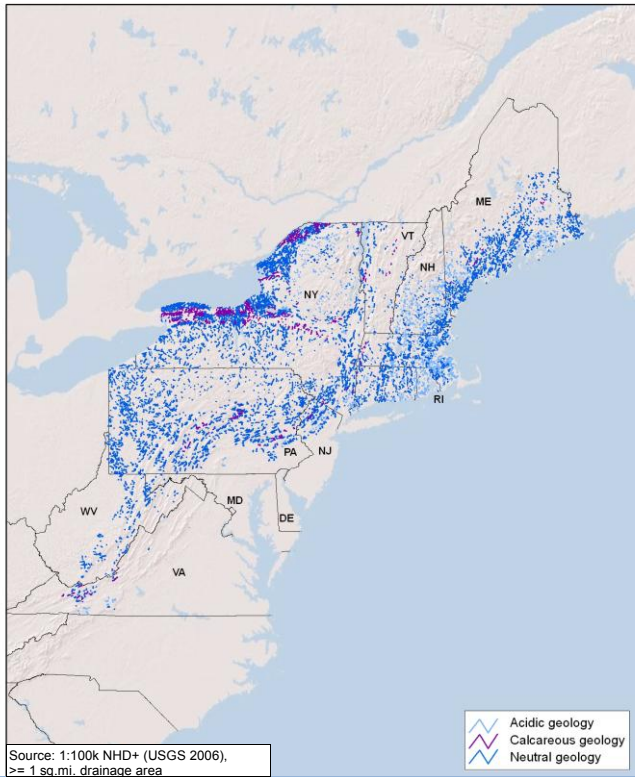 ME
VT
NH
NY
RI
PA
NJ
MD
DE
WV
VA
Acidic geology
Calcareous geology
Neutral geology
Source: 1:100k NHD+ (USGS 2006),
>= 1 sq.mi. drainage area